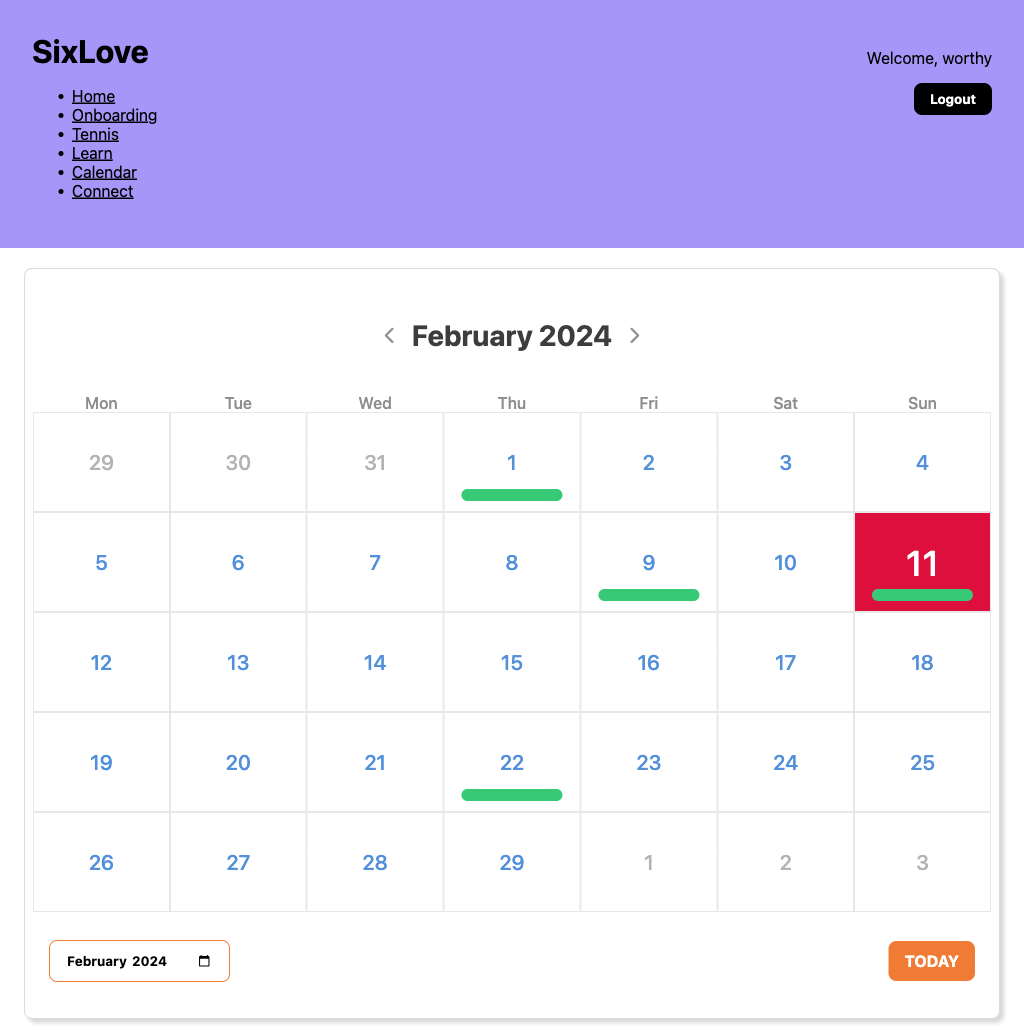 SixLove
Welcome, worthy
Logout
• Home
• Onboarding
• Tennis
• Learn
• Calendar
• Connect
February 2024
Mon Tue Wed Thu Fri Sat Sun
29 30 31 1 2 3 4
5 6 7 8 9 10 11
12 13 14 15 16 17 18
19 20 21 22 23 24 25
26 27 28 29 1 2 3
February 2024
TODAY